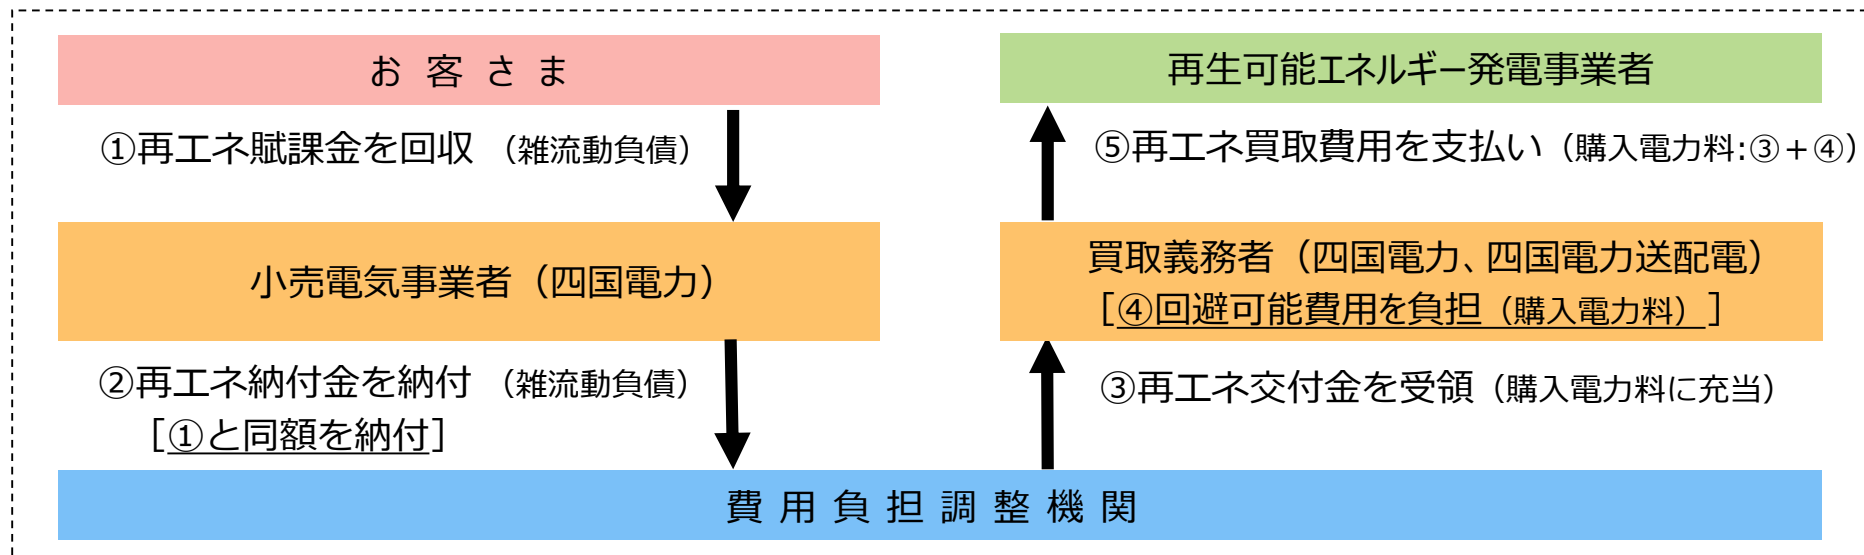 お客さま
再生可能エネルギー発電事業者
①再エネ賦課金を回収 （雑流動負債）
⑤再エネ買取費用を支払い（購入電力料:③+④）
小売電気事業者（四国電力）
買取義務者（四国電力、四国電力送配電）
［④回避可能費用を負担（購入電力料）］
②再エネ納付金を納付 （雑流動負債）
［①と同額を納付］
③再エネ交付金を受領（購入電力料に充当）
費用負担調整機関